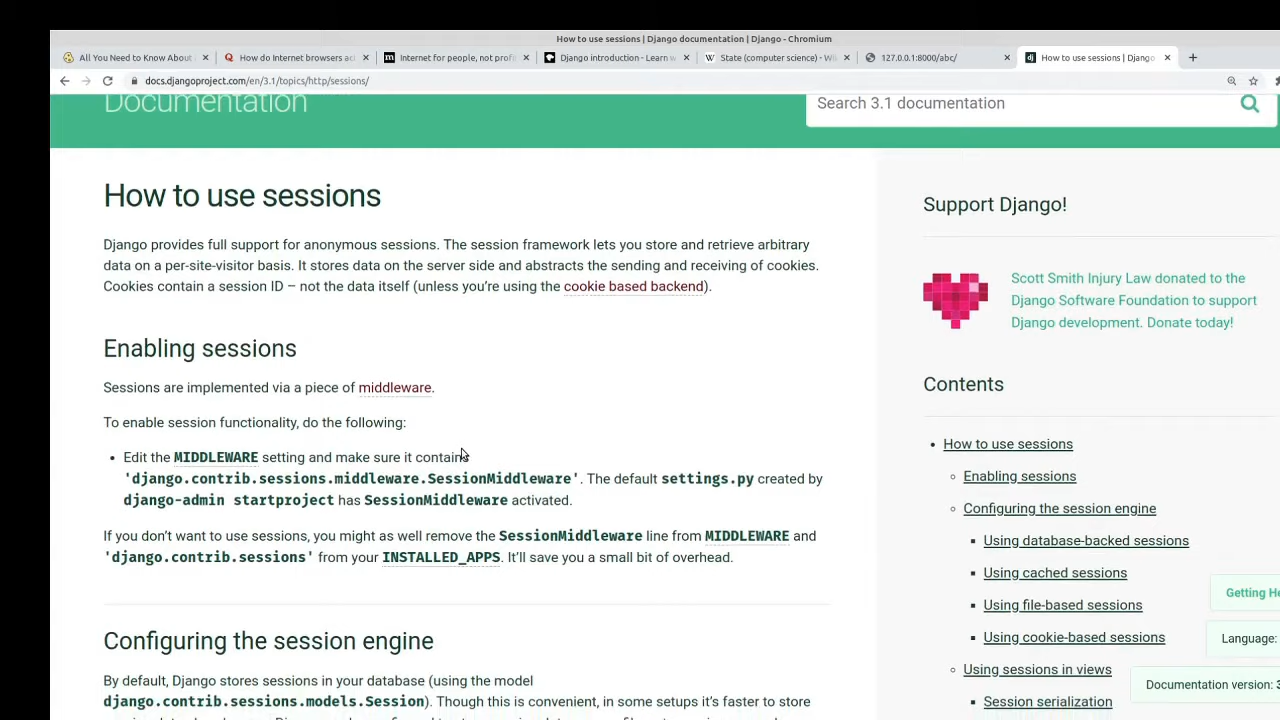 How to use sessions | Django documentation | Django - Chromium
All You Need to Know About
How do Internet browsers ac
Internet for people, not profi
Django introduction - Learn w
State (computer science) - Wi
127.0.0.1:8000/abc/
How to use sessions | Django
docs.djangoproject.com/en/3.1/topics/http/sessions/
Documentation
Search 3.1 documentation
How to use sessions
Django provides full support for anonymous sessions. The session framework lets you store and retrieve arbitrary
data on a per-site-visitor basis. It stores data on the server side and abstracts the sending and receiving of cookies.
Cookies contain a session ID – not the data itself (unless you’re using the cookie based backend).
Enabling sessions
Sessions are implemented via a piece of middleware.
To enable session functionality, do the following:
• Edit the MIDDLEWARE setting and make sure it contains
'django.contrib.sessions.middleware.SessionMiddleware'. The default settings.py created by
django-admin startproject has SessionMiddleware activated.
If you don’t want to use sessions, you might as well remove the SessionMiddleware line from MIDDLEWARE and
'django.contrib.sessions' from your INSTALLED_APPS. It’ll save you a small bit of overhead.
Configuring the session engine
By default, Django stores sessions in your database (using the model
django.contrib.sessions.models.Session). Though this is convenient, in some setups it’s faster to store
Support Django!
Scott Smith Injury Law donated to the
Django Software Foundation to support
Django development. Donate today!
Contents
How to use sessions
Enabling sessions
Configuring the session engine
Using database-backed sessions
Using cached sessions
Using file-based sessions
Using cookie-based sessions
Using sessions in views
Session serialization
Getting He
Language:
Documentation version: 3